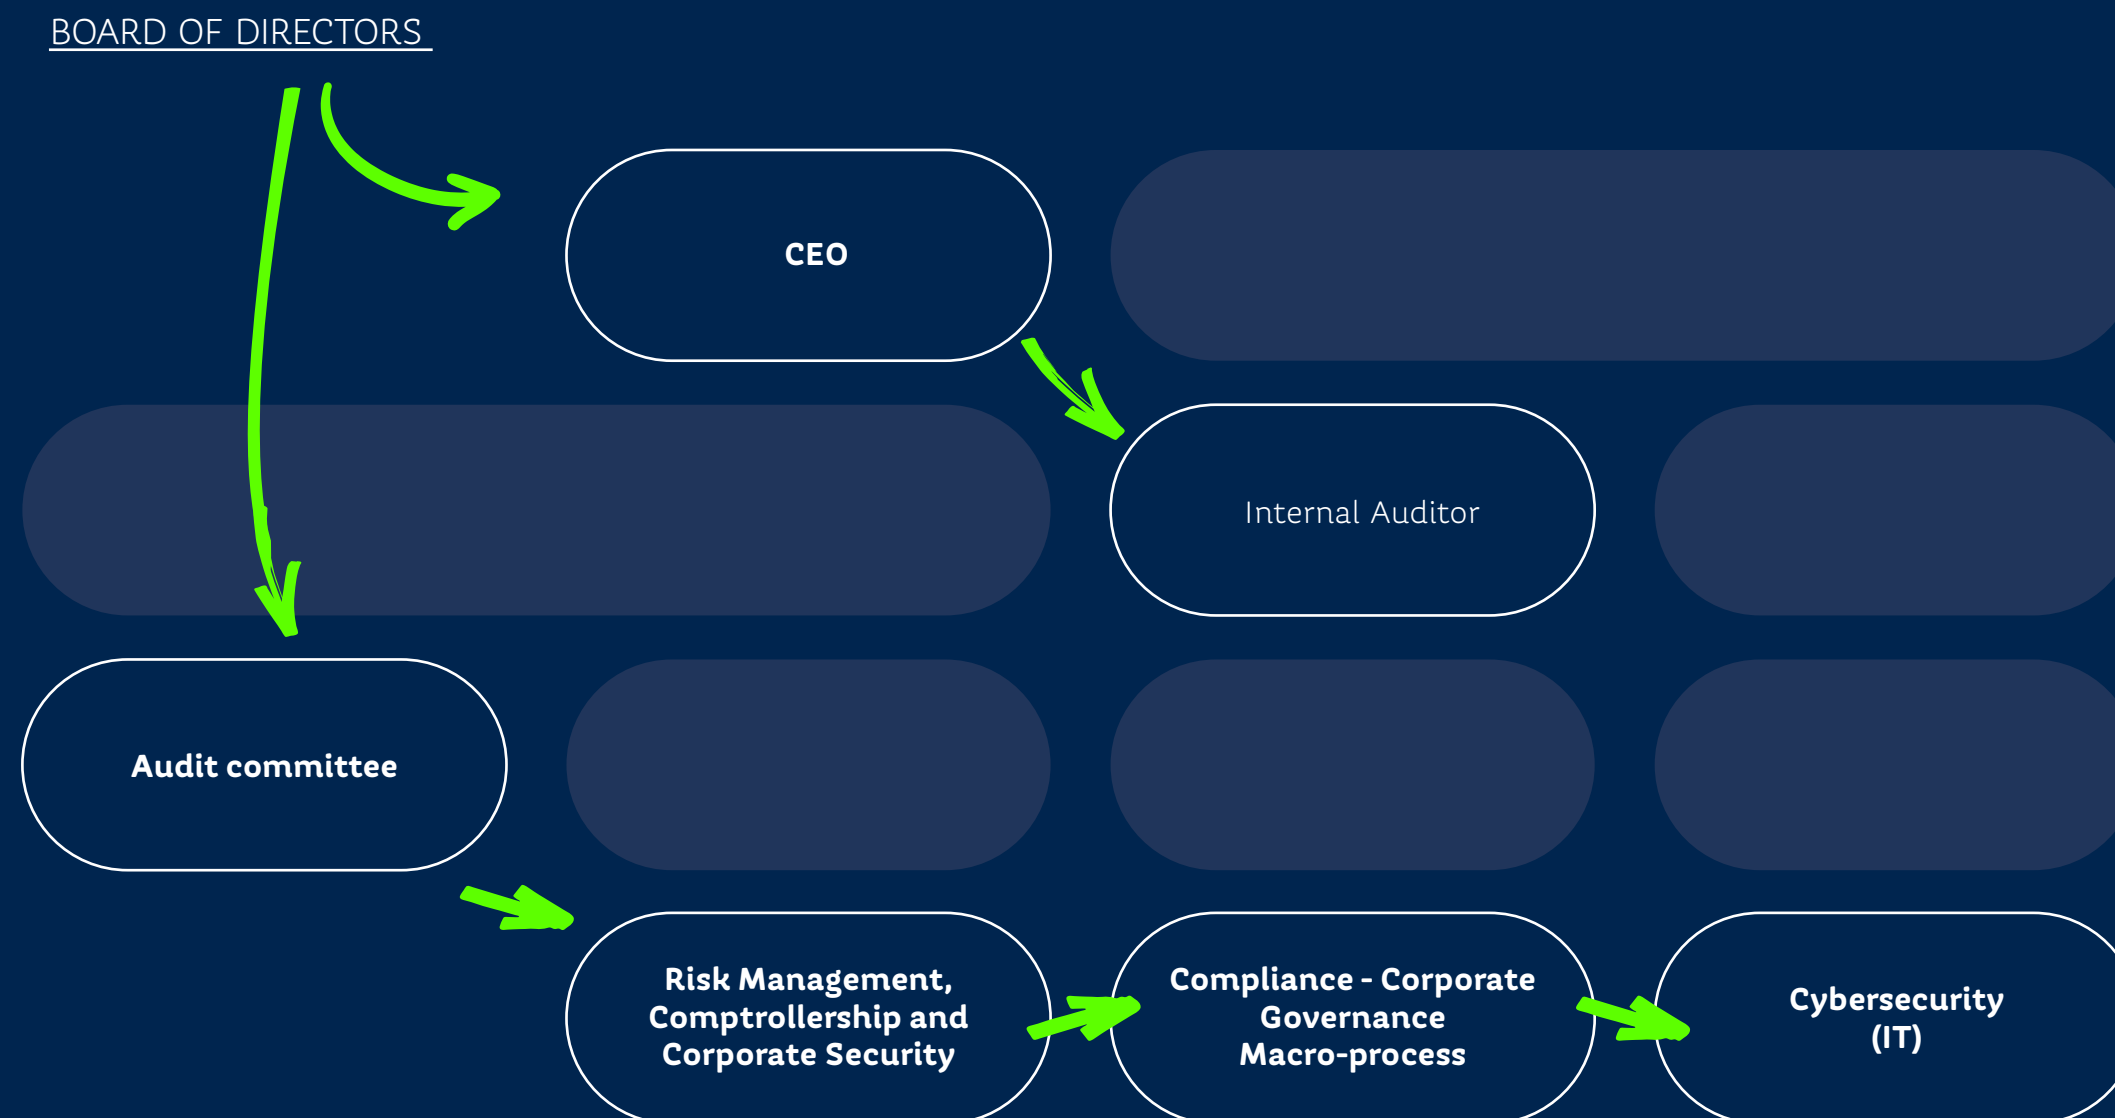 BOARD OF DIRECTORS
CEO
Internal Auditor
Audit committee
Risk Management,
Comptrollership and
Corporate Security
Compliance - Corporate
Governance
Macro-process
Cybersecurity
(IT)